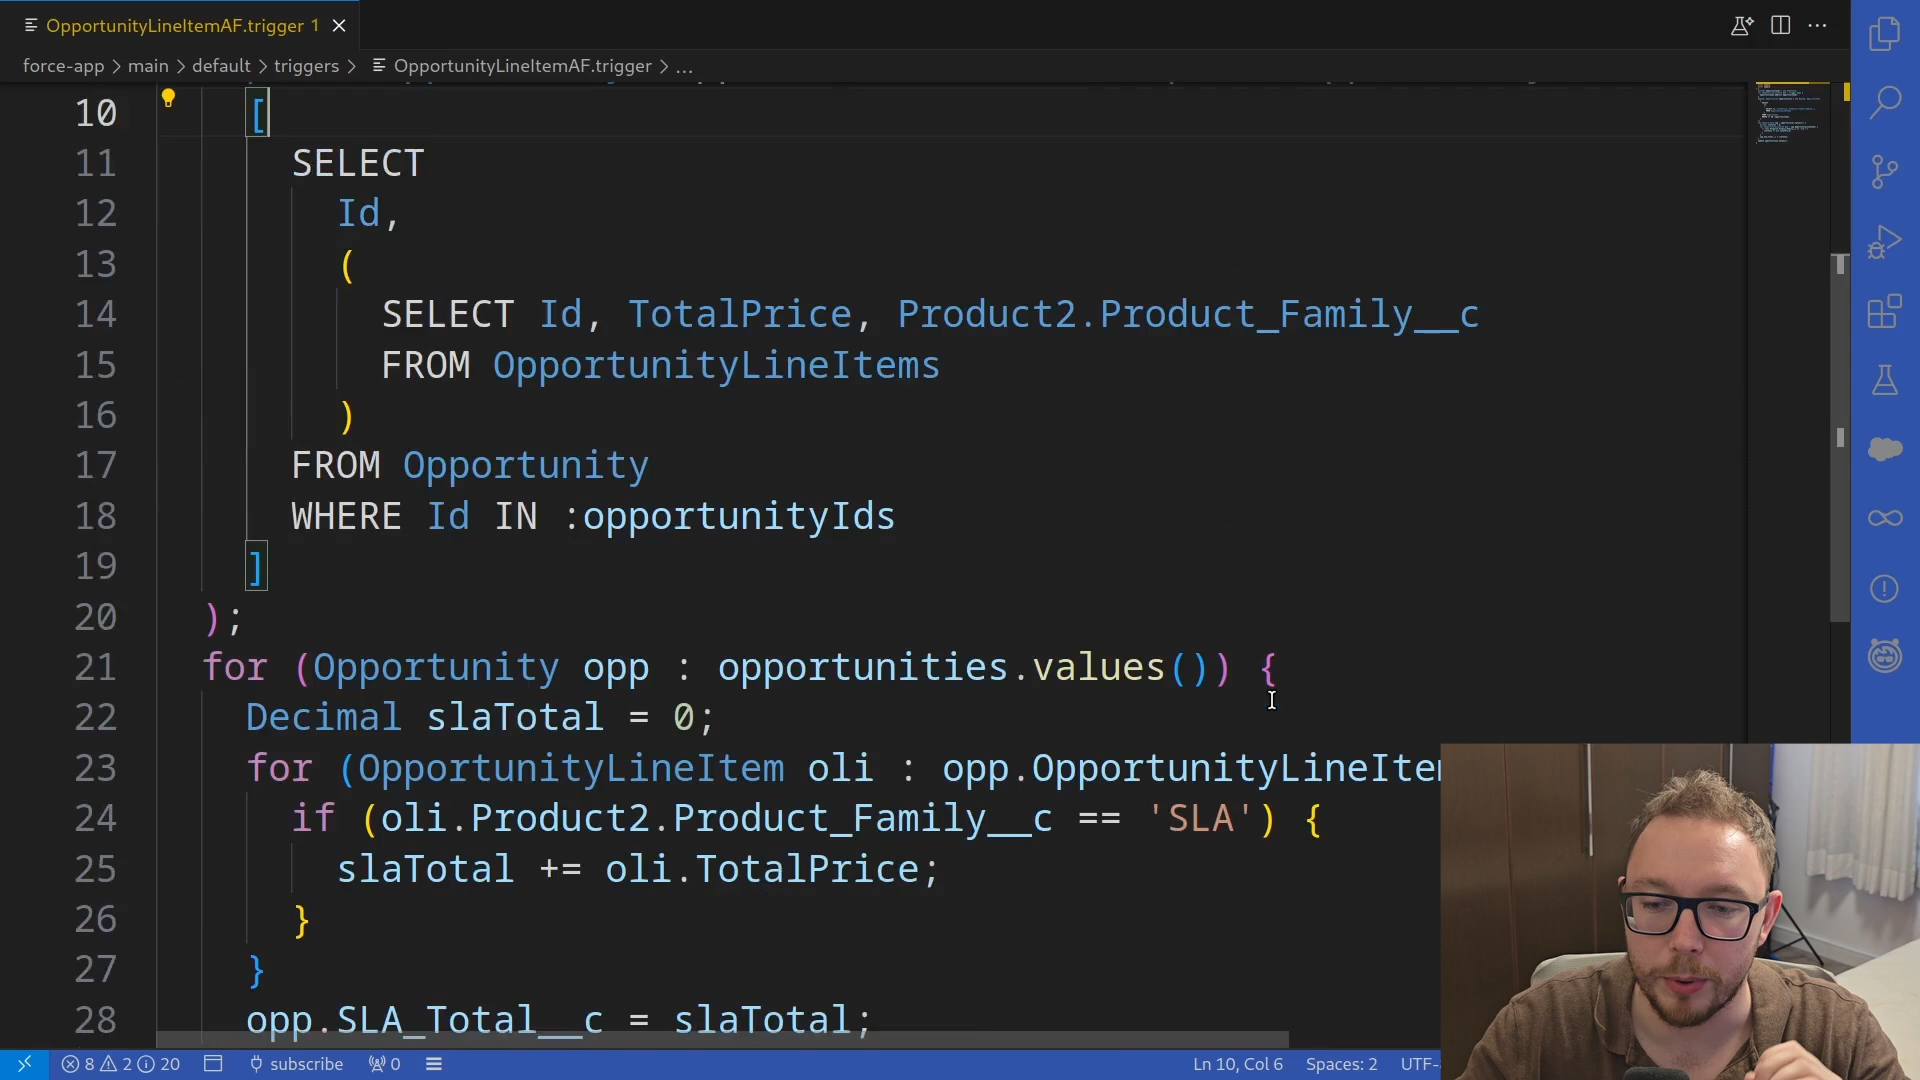 OpportunityLineItemAF.trigger 1
force-app > main > default > triggers > OpportunityLineItemAF.trigger > ...
10 [
11 SELECT
12 Id,
13 (
14 SELECT Id, TotalPrice, Product2.Product_Family__c
15 FROM OpportunityLineItems
16 )
17 FROM Opportunity
18 WHERE Id IN :opportunityIds
19 ]
20 );
21 for (Opportunity opp : opportunities.values()) {
22 Decimal slaTotal = 0;
23 for (OpportunityLineItem oli : opp.OpportunityLineItem
24 if (oli.Product2.Product_Family__c == 'SLA') {
25 slaTotal += oli.TotalPrice;
26 }
27 }
28 opp.SLA_Total__c = slaTotal;
8 2 20 subscribe 0 Ln 10, Col 6 Spaces: 2 UTF-